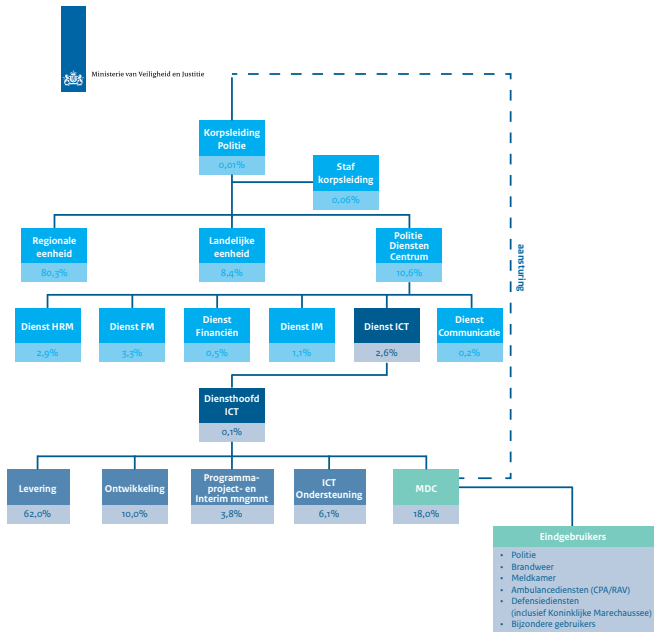 Ministerie van Veiligheid en Justitie
Korpsleiding
Politie
0,01%
Staf
korpsleiding
0,06%
Regionale
eenheid
80,3%
Landelijke
eenheid
8,4%
Politie
Diensten
Centrum
10,6%
aansturing
Dienst HRM
2,9%
Dienst FM
3,3%
Dienst
Financiën
0,5%
Dienst IM
1,1%
Dienst ICT
2,6%
Dienst
Communicatie
0,2%
Diensthoofd
ICT
0,1%
Levering
62,0%
Ontwikkeling
10,0%
Programma-
project- en
Interim mngmnt
3,8%
ICT
Ondersteuning
6,1%
MDC
18,0%
Eindgebruikers
• Politie
• Brandweer
• Meldkamer
• Ambulancediensten (CPA/RAV)
• Defensiediensten
(inclusief Koninklijke Marechaussee)
• Bijzondere gebruikers